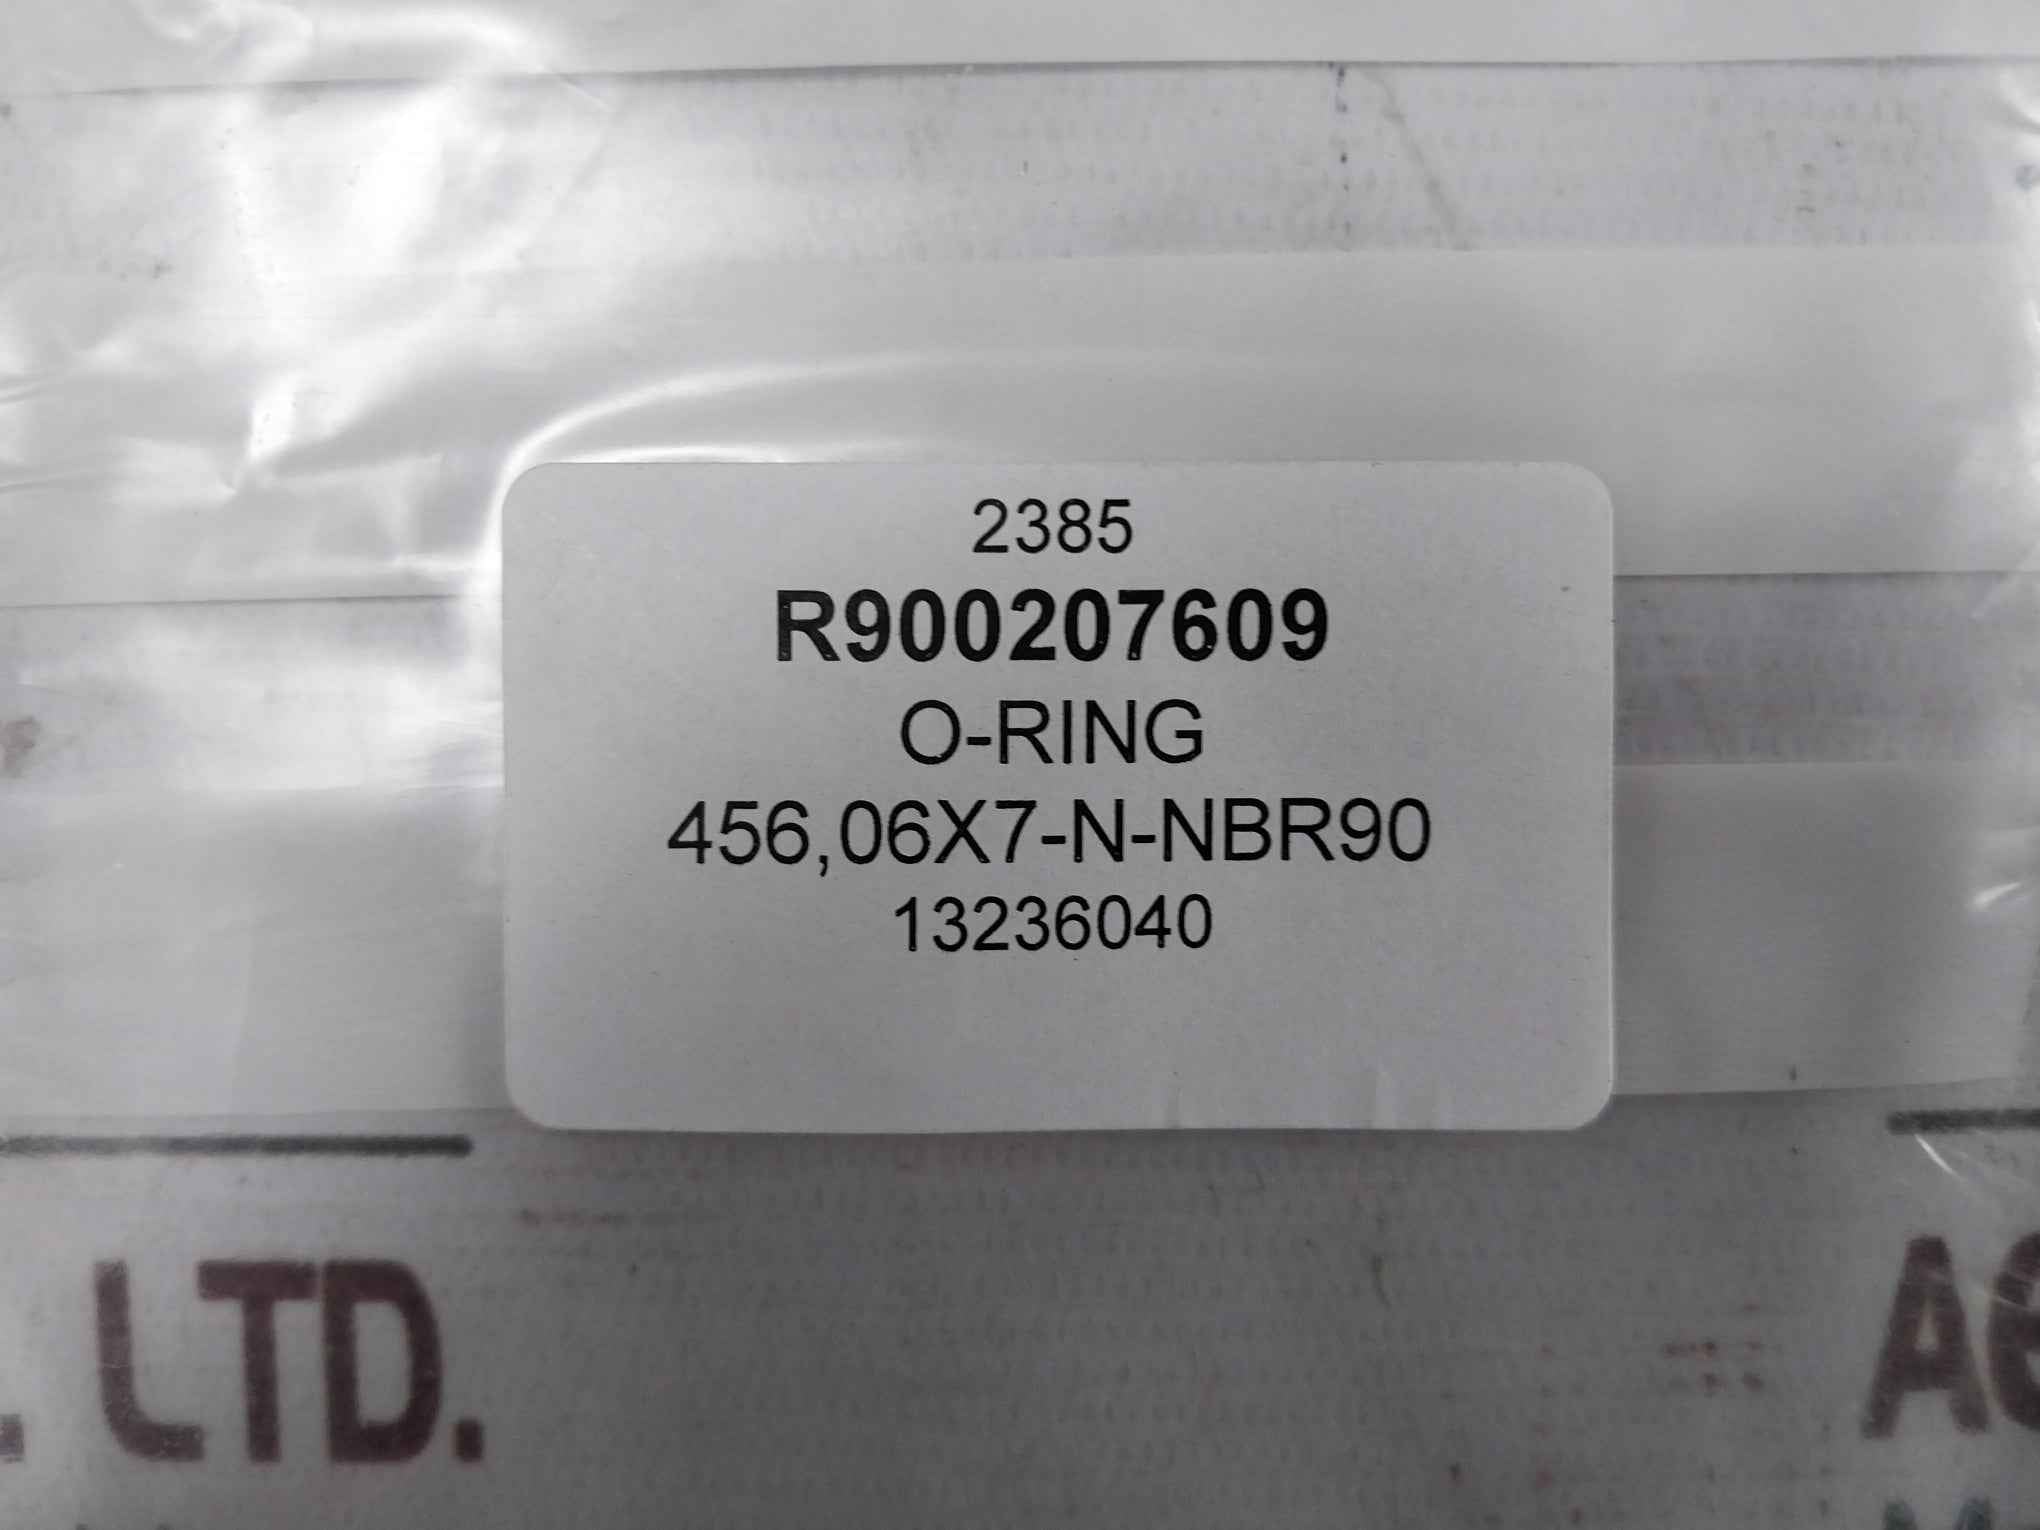 2385
R900207609
O-RING
456,06X7-N-NBR90
13236040
. LTD.